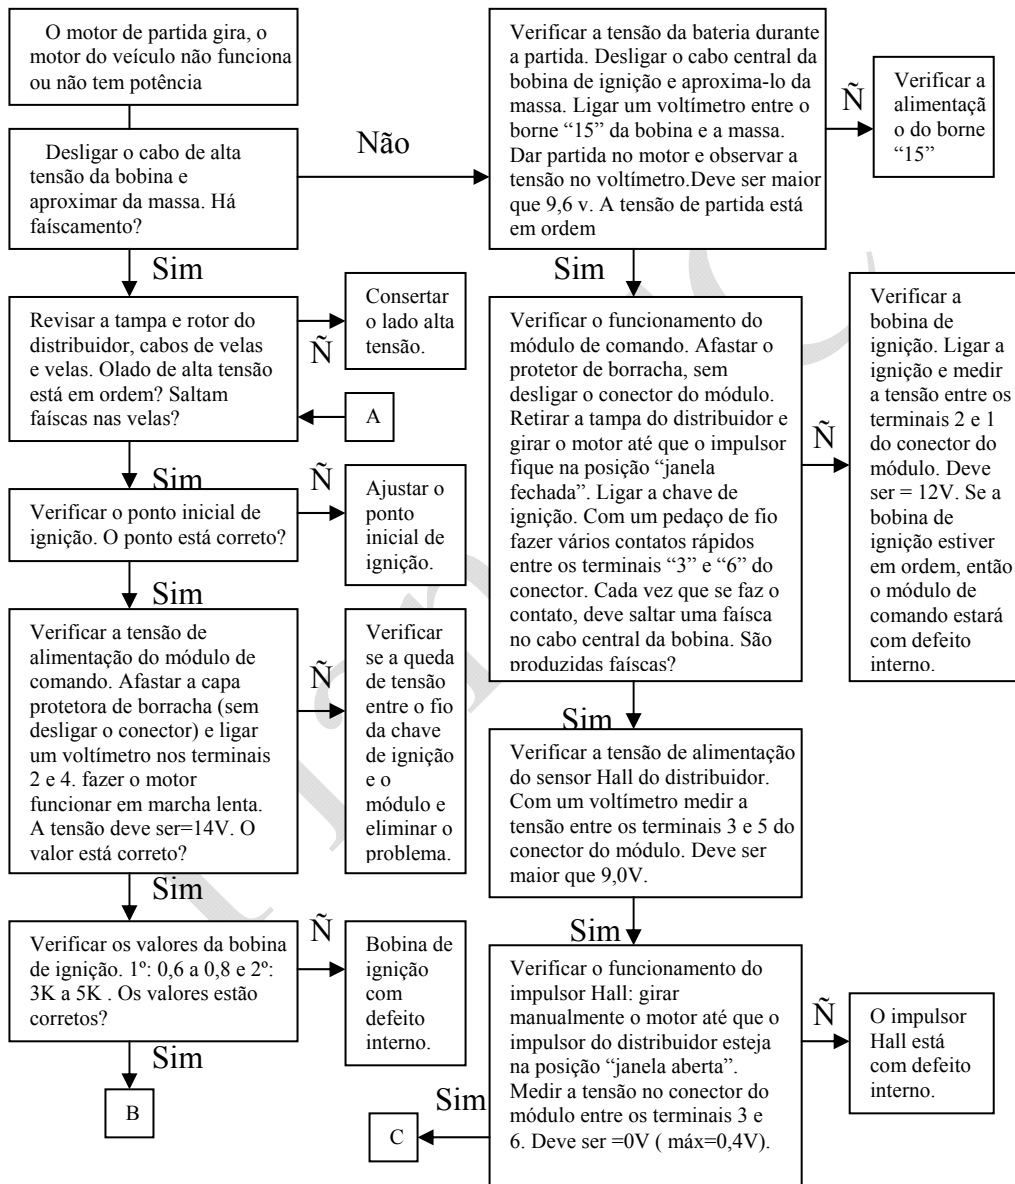 O motor de partida gira, o
motor do veículo não funciona
ou não tem potência
Desligar o cabo de alta
tensão da bobina e
aproximar da massa. Há
faíscamento?
Não
Verificar a tensão da bateria durante
a partida. Desligar o cabo central da
bobina de ignição e aproxima-lo da
massa. Ligar um voltímetro entre o
borne “15” da bobina e a massa.
Dar partida no motor e observar a
tensão no voltímetro.Deve ser maior
que 9,6 v. A tensão de partida está
em ordem
Ñ
Verificar a
alimentaçã
o do borne
“15”
Sim
Revisar a tampa e rotor do
distribuidor, cabos de velas
e velas. Olado de alta tensão
está em ordem? Saltam
faíscas nas velas?
Ñ
Consertar
o lado alta
tensão.
A
Sim
Verificar o ponto inicial de
ignição. O ponto está correto?
Ñ
Ajustar o
ponto
inicial de
ignição.
Sim
Verificar a tensão de
alimentação do módulo de
comando. Afastar a capa
protetora de borracha (sem
desligar o conector) e ligar
um voltímetro nos terminais
2 e 4. fazer o motor
funcionar em marcha lenta.
A tensão deve ser=14V. O
valor está correto?
Ñ
Verificar
se a queda
de tensão
entre o fio
da chave
de ignição
e o
módulo e
eliminar o
problema.
Sim
Verificar os valores da bobina
de ignição. 1º: 0,6 a 0,8 e 2º:
3K a 5K . Os valores estão
corretos?
Ñ
Bobina de
ignição
com
defeito
interno.
Sim
B
Sim
Verificar o funcionamento do
módulo de comando. Afastar o
protetor de borracha, sem
desligar o conector do módulo.
Retirar a tampa do distribuidor e
girar o motor até que o impulsor
fique na posição “janela
fechada”. Ligar a chave de
ignição. Com um pedaço de fio
fazer vários contatos rápidos
entre os terminais “3” e “6” do
conector. Cada vez que se faz o
contato, deve saltar uma faísca
no cabo central da bobina. São
produzidas faíscas?
Ñ
Verificar a
bobina de
ignição. Ligar a
ignição e medir
a tensão entre os
terminais 2 e 1
do conector do
módulo. Deve
ser = 12V. Se a
bobina de
ignição estiver
em ordem, então
o módulo de
comando estará
com defeito
interno.
Sim
Verificar a tensão de alimentação
do sensor Hall do distribuidor.
Com um voltímetro medir a
tensão entre os terminais 3 e 5 do
conector do módulo. Deve ser
maior que 9,0V.
Sim
Verificar o funcionamento do
impulsor Hall: girar
manualmente o motor até que o
impulsor do distribuidor esteja
na posição “janela aberta”.
Medir a tensão no conector do
módulo entre os terminais 3 e
6. Deve ser =0V ( máx=0,4V).
Ñ
O impulsor
Hall está
com defeito
interno.
Sim
C